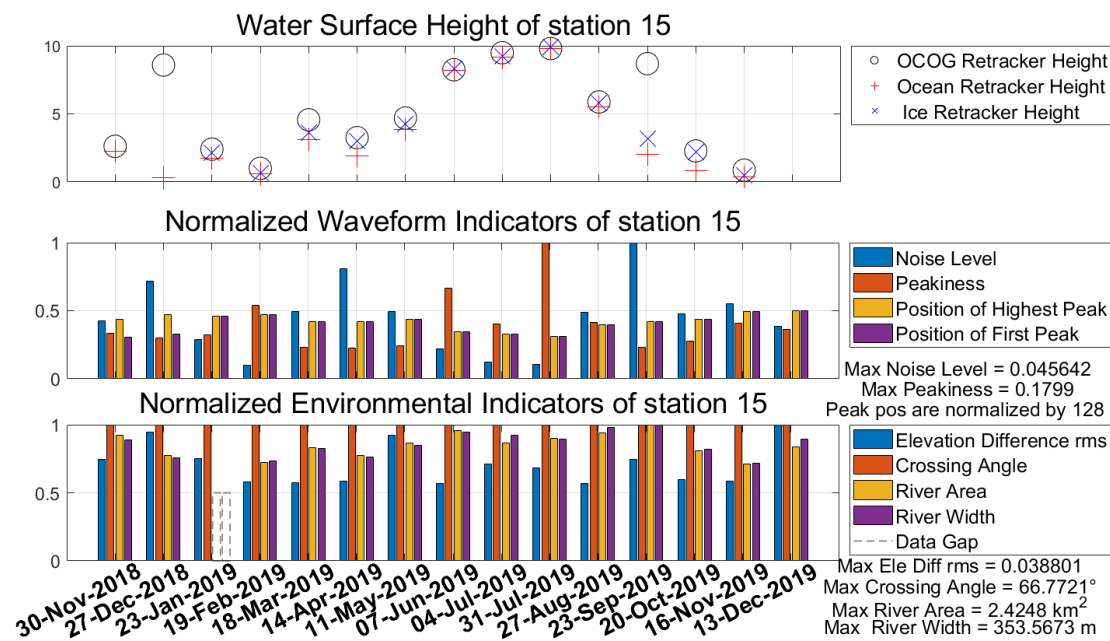 Water Surface Height of station 15
10
5
0
OCOG Retracker Height
Ocean Retracker Height
Ice Retracker Height
Normalized Waveform Indicators of station 15
1
0.5
0
Noise Level
Peakiness
Position of Highest Peak
Position of First Peak
Max Noise Level = 0.045642
Max Peakiness = 0.1799
Peak pos are normalized by 128
Normalized Environmental Indicators of station 15
1
0.5
0
Elevation Difference rms
Crossing Angle
River Area
River Width
Data Gap
Max Ele Diff rms = 0.038801
Max Crossing Angle = 66.7721°
Max River Area = 2.4248 km²
Max River Width = 353.5673 m
30-Nov-2018
27-Dec-2018
23-Jan-2019
19-Feb-2019
18-Mar-2019
14-Apr-2019
11-May-2019
07-Jun-2019
04-Jul-2019
31-Jul-2019
27-Aug-2019
23-Sep-2019
20-Oct-2019
16-Nov-2019
13-Dec-2019